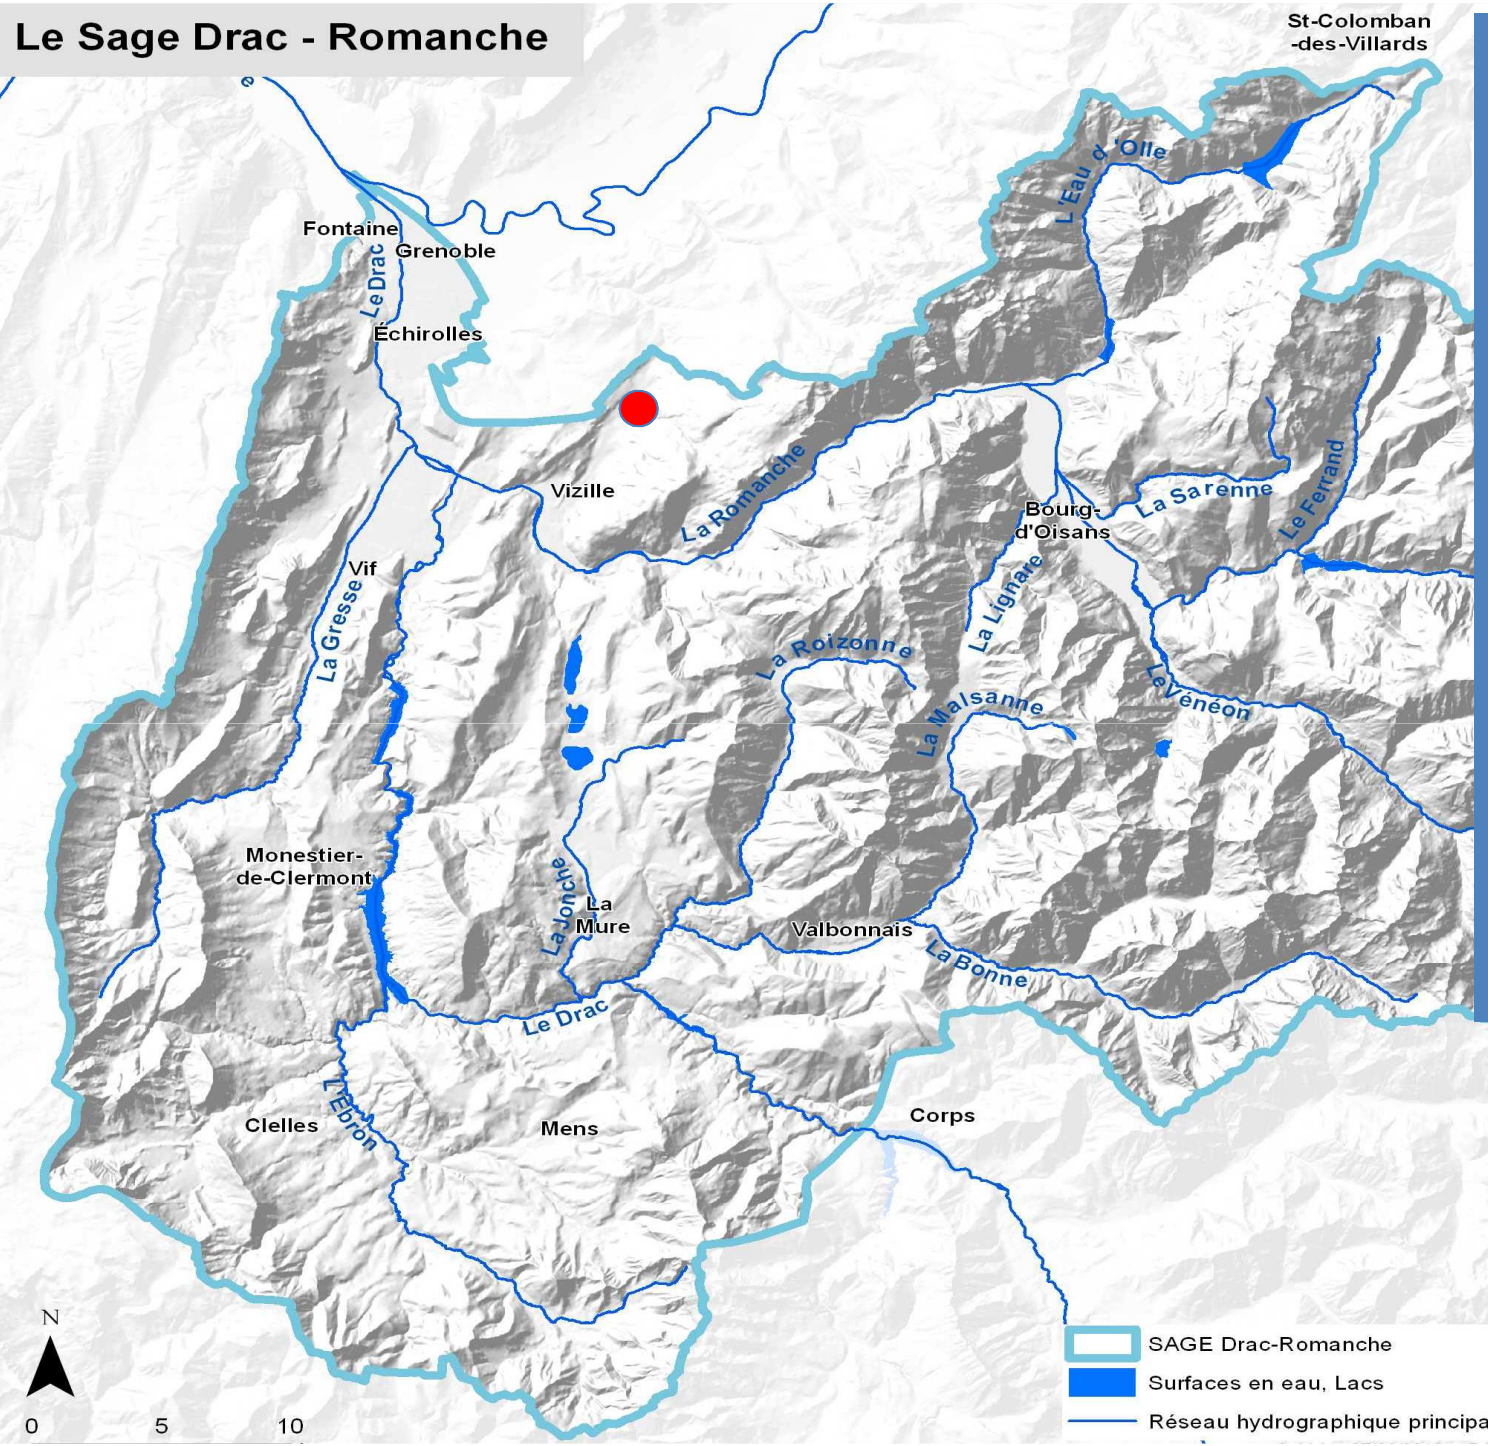 Le Sage Drac - Romanche
St-Colomban
-des-Villards
e
L'Eau d'Olle
Fontaine
Grenoble
Le Drac
Échirolles
Vizille
La Romanche
La Sarenne
Le Ferrand
Bourg-
d'Oisans
Vif
La Gresse
La Lignare
La Roizonne
Le Vénéon
La Malsanne
Monestier-
de-Clermont
La Jonche
La
Mure
Valbonnais
La Bonne
Le Drac
L'Ebron
Clelles
Mens
Corps
N
SAGE Drac-Romanche
Surfaces en eau, Lacs
Réseau hydrographique principa
0 5 10